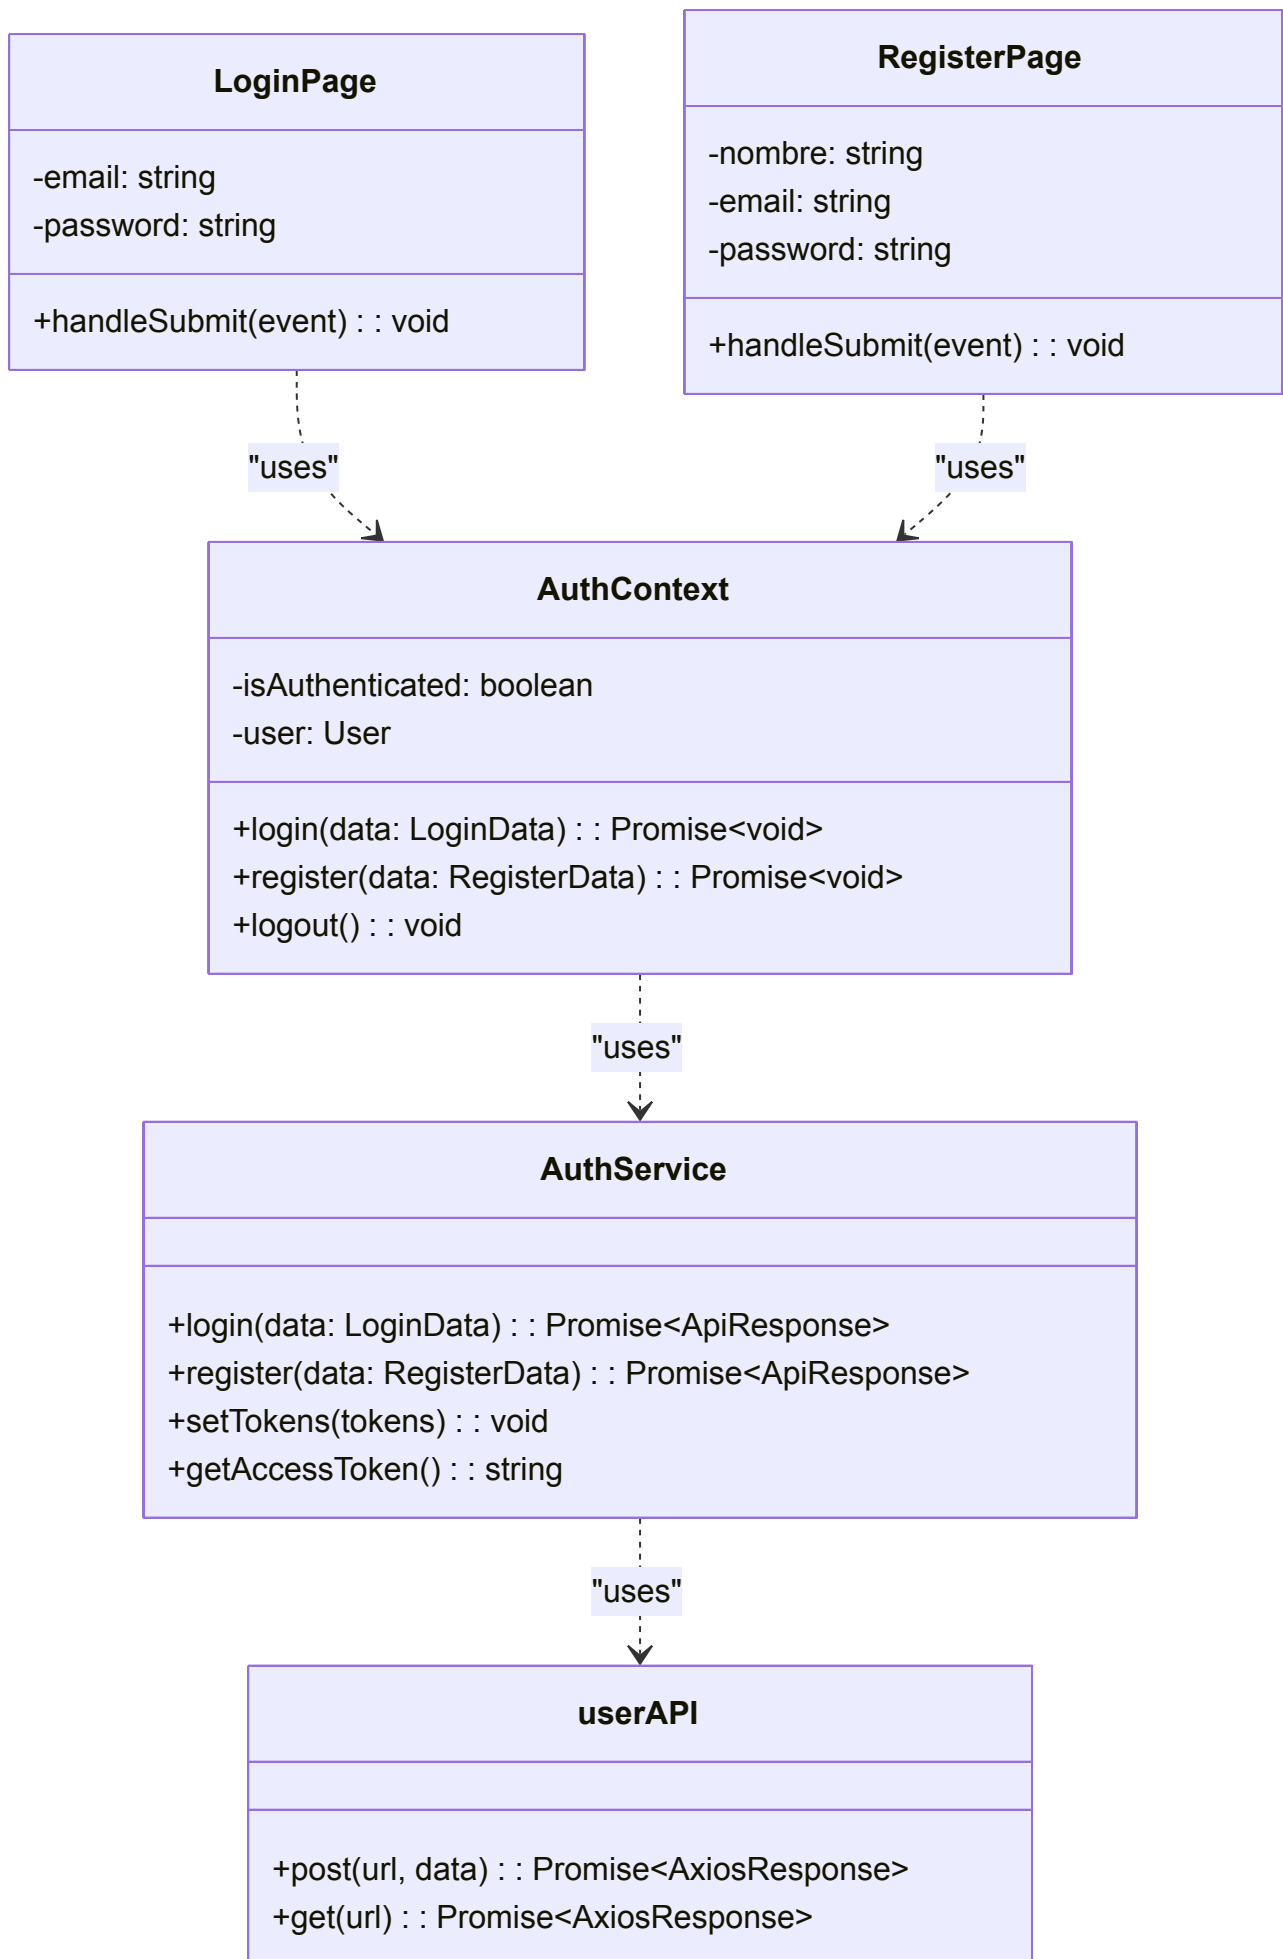 LoginPage
-email: string
-password: string
+handleSubmit(event) : : void
RegisterPage
-nombre: string
-email: string
-password: string
+handleSubmit(event) : : void
"uses"
"uses"
AuthContext
-isAuthenticated: boolean
-user: User
+login(data: LoginData) : : Promise<void>
+register(data: RegisterData) : : Promise<void>
+logout() : : void
"uses"
AuthService
+login(data: LoginData) : : Promise<ApiResponse>
+register(data: RegisterData) : : Promise<ApiResponse>
+setTokens(tokens) : : void
+getAccessToken() : : string
"uses"
userAPI
+post(url, data) : : Promise<AxiosResponse>
+get(url) : : Promise<AxiosResponse>